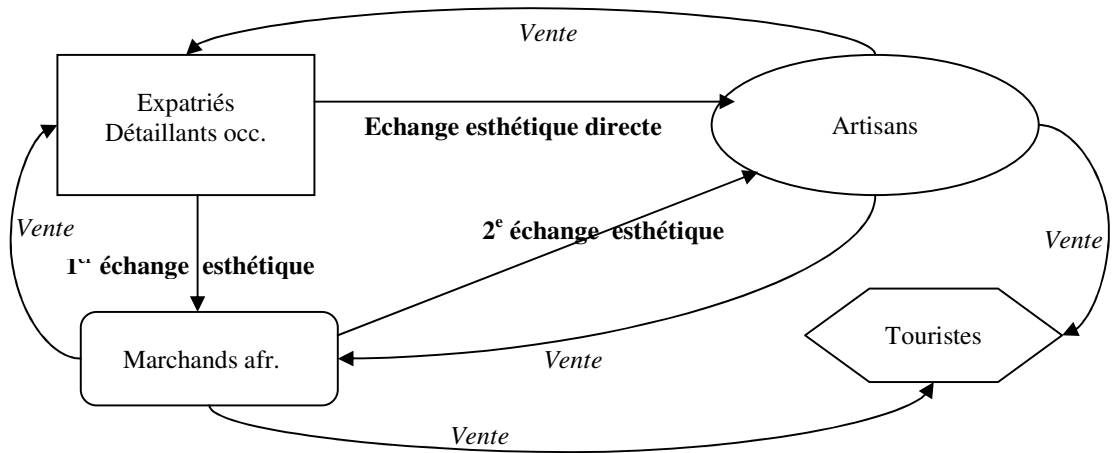 Vente
Expatriés
Détaillants occ.
Artisans
Echange esthétique directe
Vente
2e échange esthétique
Vente
1er échange esthétique
Touristes
Marchands afr.
Vente
Vente